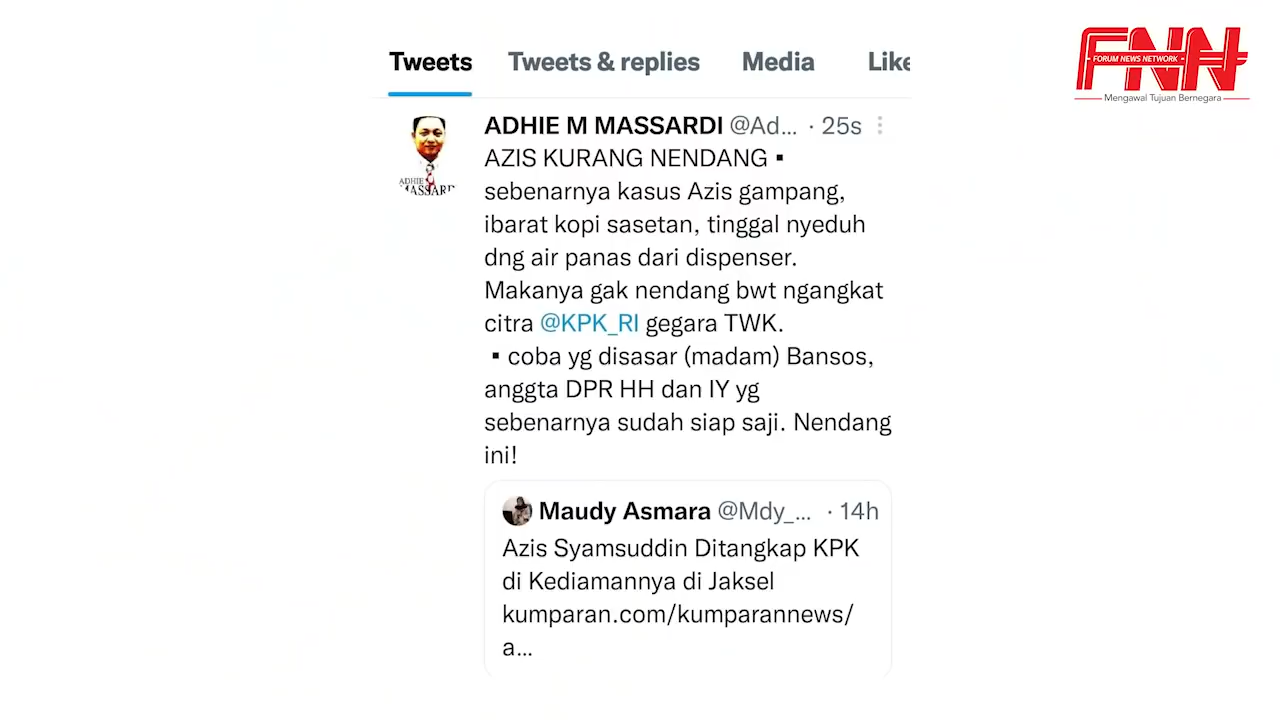 Tweets Tweets & replies Media Like
FNN
FORUM NEWS NETWORK
Mengawal Tujuan Bernegara
ADHIE M MASSARDI @Ad... · 25s
ADHIE
MASSARDI
AZIS KURANG NENDANG ▪
sebenarnya kasus Azis gampang,
ibarat kopi sasetan, tinggal nyeduh
dng air panas dari dispenser.
Makanya gak nendang bwt ngangkat
citra @KPK_RI gegara TWK.
▪ coba yg disasar (madam) Bansos,
anggta DPR HH dan IY yg
sebenarnya sudah siap saji. Nendang
ini!
Maudy Asmara @Mdy_... · 14h
Azis Syamsuddin Ditangkap KPK
di Kediamannya di Jaksel
kumparan.com/kumparannews/
a...